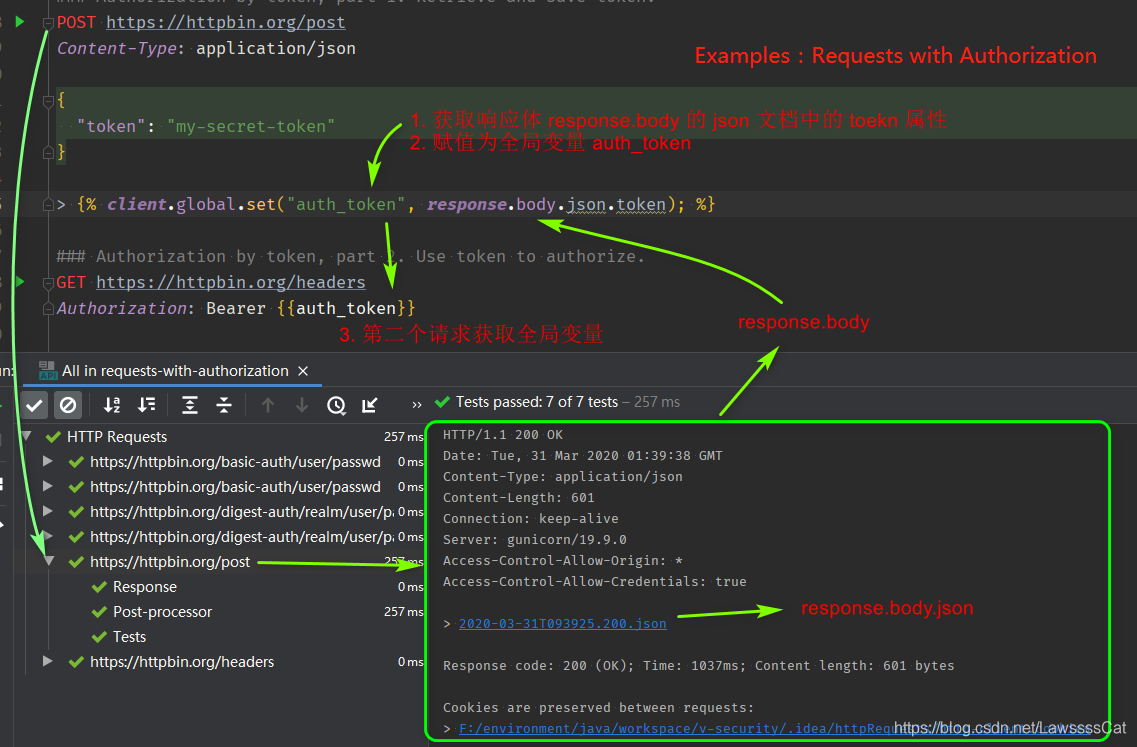 ### Authorization by token, part 1. Retrieve and save token.
POST https://httpbin.org/post
Content-Type: application/json
Examples : Requests with Authorization
{
"token": "my-secret-token"
1. 获取响应体 response.body 的 json 文档中的 toekn 属性
2. 赋值为全局变量 auth_token
}
> {% client.global.set("auth_token", response.body.json.token); %}
### Authorization by token, part 2. Use token to authorize.
GET https://httpbin.org/headers
Authorization: Bearer {{auth_token}}
3. 第二个请求获取全局变量
response.body
All in requests-with-authorization ×
» Tests passed: 7 of 7 tests – 257 ms
HTTP Requests 257 ms
https://httpbin.org/basic-auth/user/passwd 0 ms
https://httpbin.org/basic-auth/user/passwd 0 ms
https://httpbin.org/digest-auth/realm/user/p 0 ms
https://httpbin.org/digest-auth/realm/user/p 0 ms
https://httpbin.org/post 257 ms
Response 0 ms
Post-processor 257 ms
Tests
https://httpbin.org/headers 0 ms
HTTP/1.1 200 OK
Date: Tue, 31 Mar 2020 01:39:38 GMT
Content-Type: application/json
Content-Length: 601
Connection: keep-alive
Server: gunicorn/19.9.0
Access-Control-Allow-Origin: *
Access-Control-Allow-Credentials: true
> 2020-03-31T093925.200.json
response.body.json
Response code: 200 (OK); Time: 1037ms; Content length: 601 bytes
Cookies are preserved between requests:
> F:/environment/java/workspace/v-security/.idea/httpRequ
https://blog.csdn.net/LawssssCat